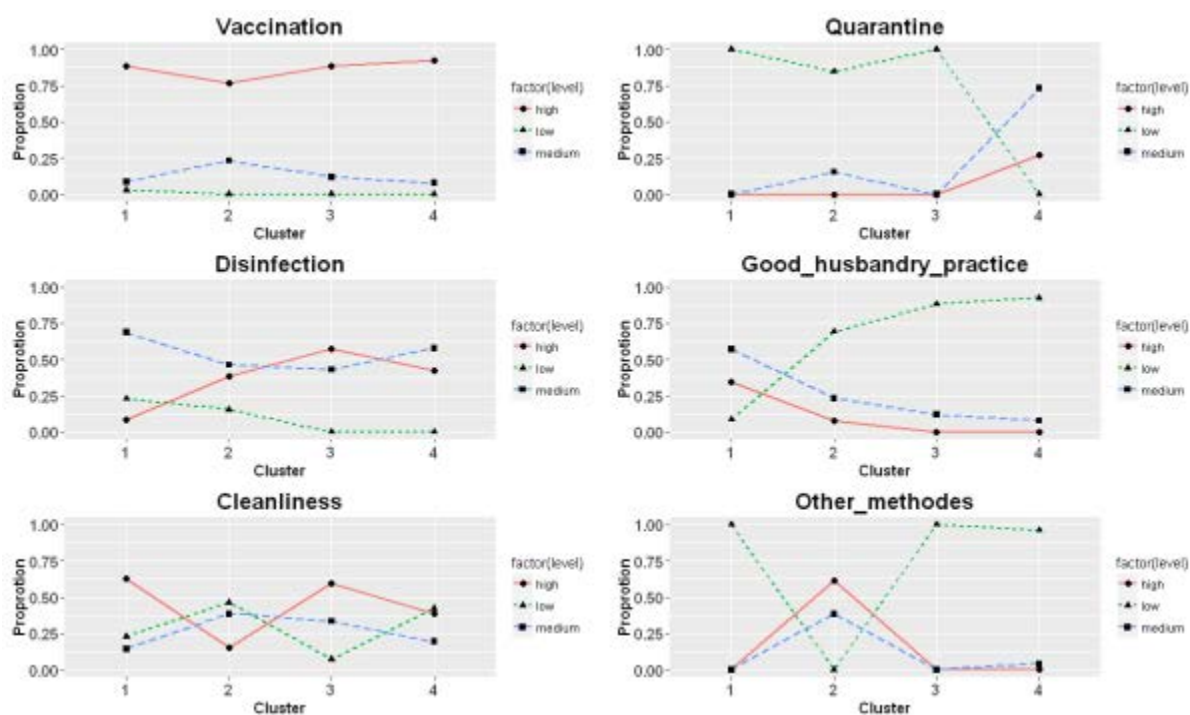 Vaccination
1.00
0.75
0.50
0.25
0.00
Proprotion
1 2 3 4
Cluster
factor(level)
high
low
medium
Quarantine
1.00
0.75
0.50
0.25
0.00
Proprotion
1 2 3 4
Cluster
factor(level)
high
low
medium
Disinfection
1.00
0.75
0.50
0.25
0.00
Proprotion
1 2 3 4
Cluster
factor(level)
high
low
medium
Good_husbandry_practice
1.00
0.75
0.50
0.25
0.00
Proprotion
1 2 3 4
Cluster
factor(level)
high
low
medium
Cleanliness
1.00
0.75
0.50
0.25
0.00
Proprotion
1 2 3 4
Cluster
factor(level)
high
low
medium
Other_methodes
1.00
0.75
0.50
0.25
0.00
Proprotion
1 2 3 4
Cluster
factor(level)
high
low
medium